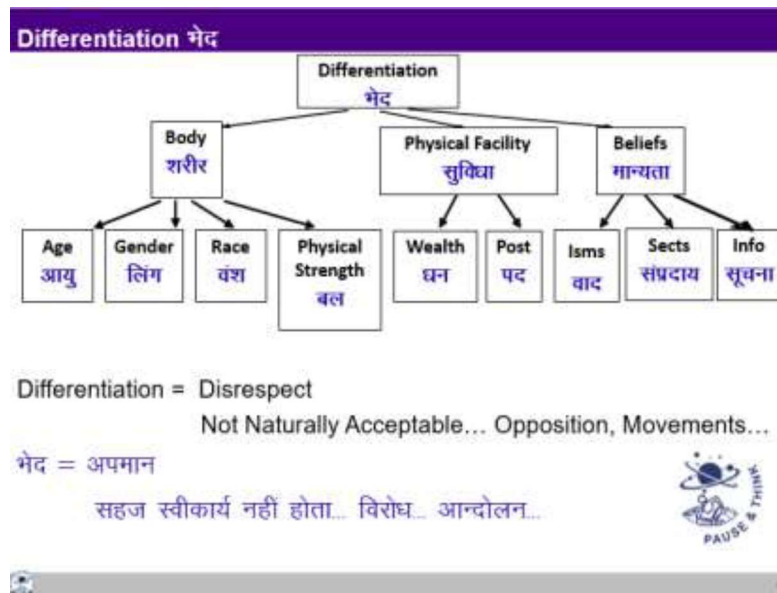 Differentiation भेद
Differentiation
भेद
Body
शरीर
Physical Facility
सुविधा
Beliefs
मान्यता
Age
आयु
Gender
लिंग
Race
वंश
Physical
Strength
बल
Wealth
धन
Post
पद
Isms
वाद
Sects
संप्रदाय
Info
सूचना
Differentiation = Disrespect
Not Naturally Acceptable... Opposition, Movements...
भेद = अपमान
सहज स्वीकार्य नहीं होता... विरोध... आन्दोलन...
PAUSE & THINK